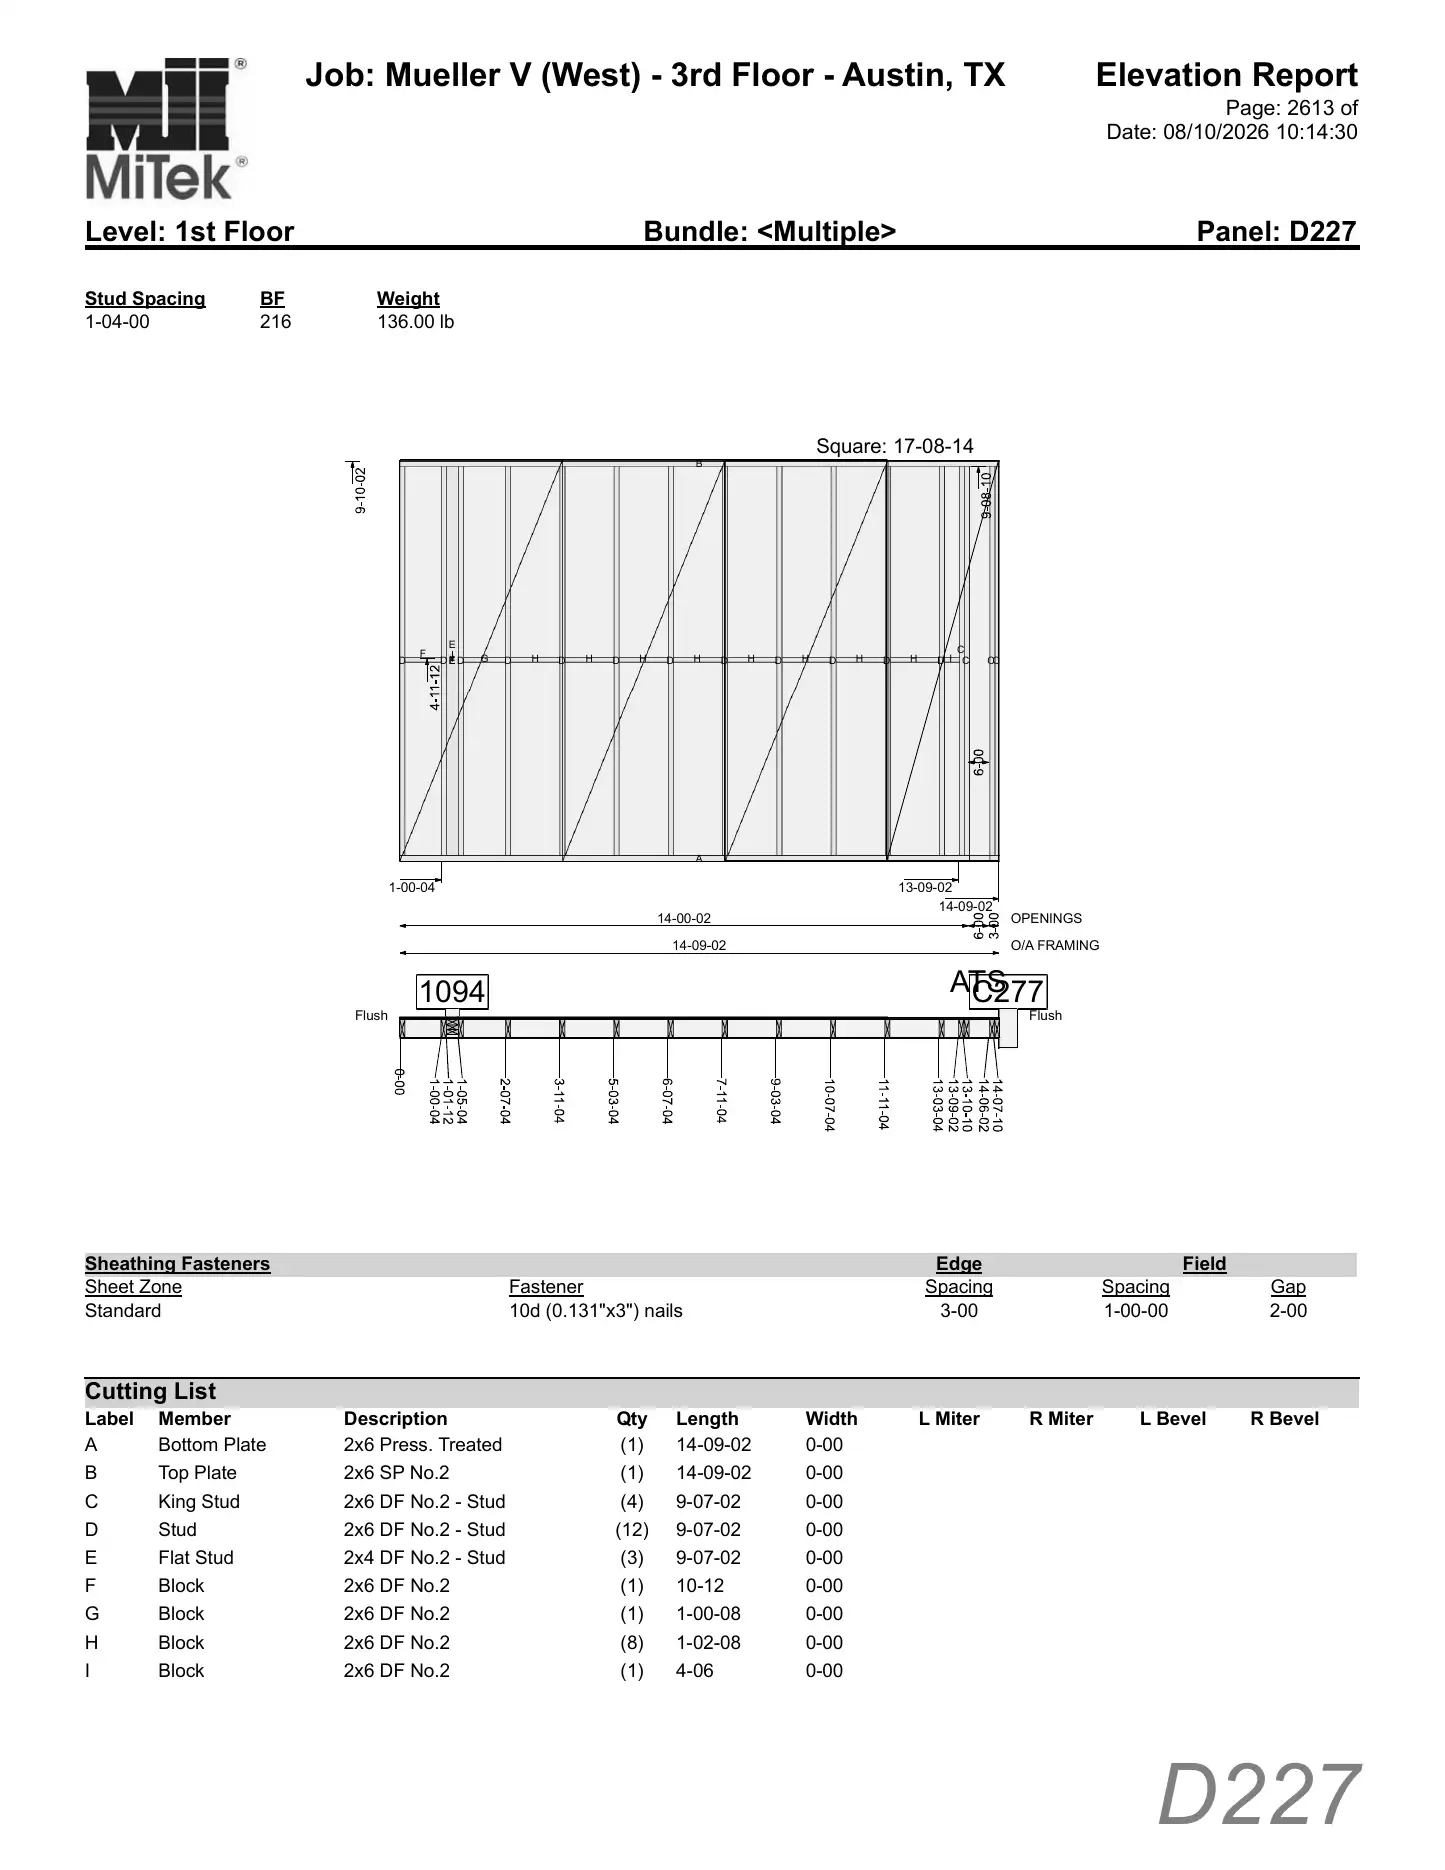 MiTek®
Job: Mueller V (West) - 3rd Floor - Austin, TX
Elevation Report
Page: 2613 of
Date: 08/10/2026 10:14:30
Level: 1st Floor Bundle: <Multiple> Panel: D227
Stud Spacing BF Weight
1-04-00 216 136.00 lb
Square: 17-08-14
9-10-02
B
9-08-10
F E G H H H H H H H H I C
D D E D D D D D D D D D D C
4-11-12
6-00
A
1-00-04 13-09-02
14-09-02
14-00-02 6-00 3-00 OPENINGS
14-09-02 O/A FRAMING
1094 ATS C277
Flush Flush
0-00 1-00-04 1-01-12 1-05-04 2-07-04 3-11-04 5-03-04 6-07-04 7-11-04 9-03-04 10-07-04 11-11-04 13-03-04 13-09-02 13-10-10 14-06-02 14-07-10
Sheathing Fasteners Edge Field
Sheet Zone Fastener Spacing Spacing Gap
Standard 10d (0.131"x3") nails 3-00 1-00-00 2-00
Cutting List
Label Member Description Qty Length Width L Miter R Miter L Bevel R Bevel
A Bottom Plate 2x6 Press. Treated (1) 14-09-02 0-00
B Top Plate 2x6 SP No.2 (1) 14-09-02 0-00
C King Stud 2x6 DF No.2 - Stud (4) 9-07-02 0-00
D Stud 2x6 DF No.2 - Stud (12) 9-07-02 0-00
E Flat Stud 2x4 DF No.2 - Stud (3) 9-07-02 0-00
F Block 2x6 DF No.2 (1) 10-12 0-00
G Block 2x6 DF No.2 (1) 1-00-08 0-00
H Block 2x6 DF No.2 (8) 1-02-08 0-00
I Block 2x6 DF No.2 (1) 4-06 0-00
D227